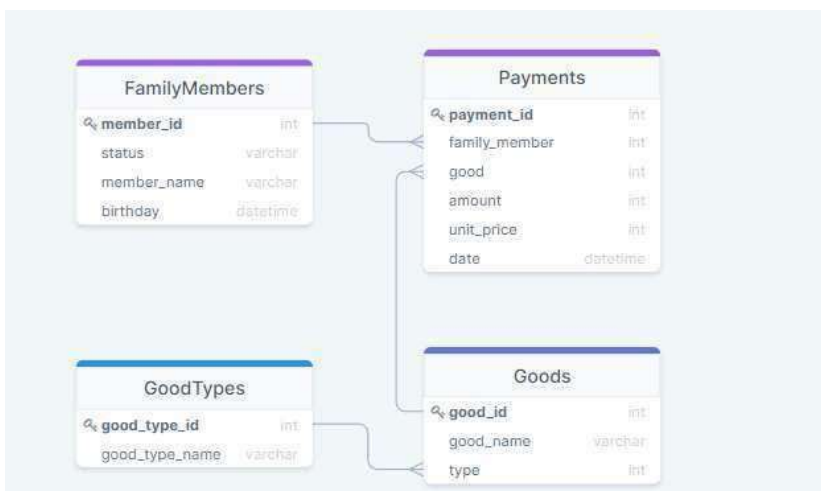 FamilyMembers
member_id int
status varchar
member_name varchar
birthday datetime
Payments
payment_id int
family_member int
good int
amount int
unit_price int
date datetime
GoodTypes
good_type_id int
good_type_name varchar
Goods
good_id int
good_name varchar
type int